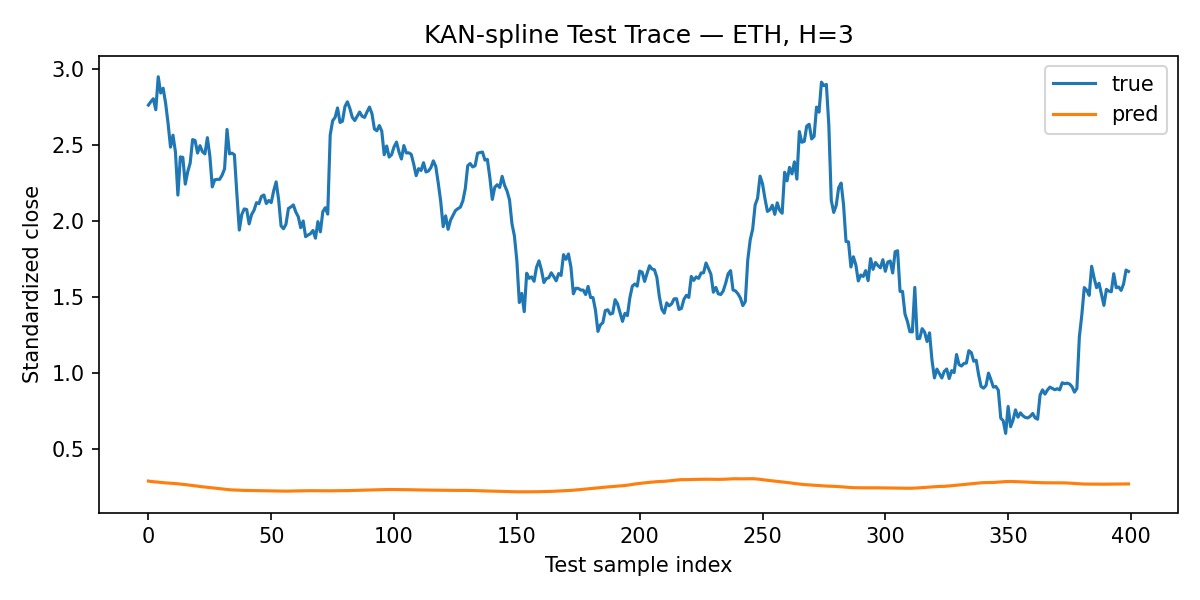 KAN-spline Test Trace — ETH, H=3
true
pred
Standardized close
3.0
2.5
2.0
1.5
1.0
0.5
0 50 100 150 200 250 300 350 400
Test sample index